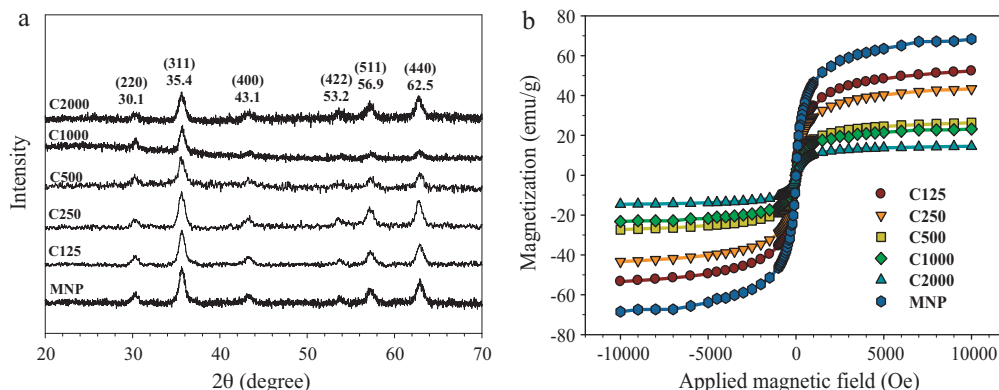 a
(220)
30.1
(311)
35.4
(400)
43.1
(422)
53.2
(511)
56.9
(440)
62.5
C2000
C1000
C500
C250
C125
MNP
Intensity
20 30 40 50 60 70
2θ (degree)
b
80
60
40
20
0
-20
-40
-60
-80
Magnetization (emu/g)
C125
C250
C500
C1000
C2000
MNP
-10000 -5000 0 5000 10000
Applied magnetic field (Oe)